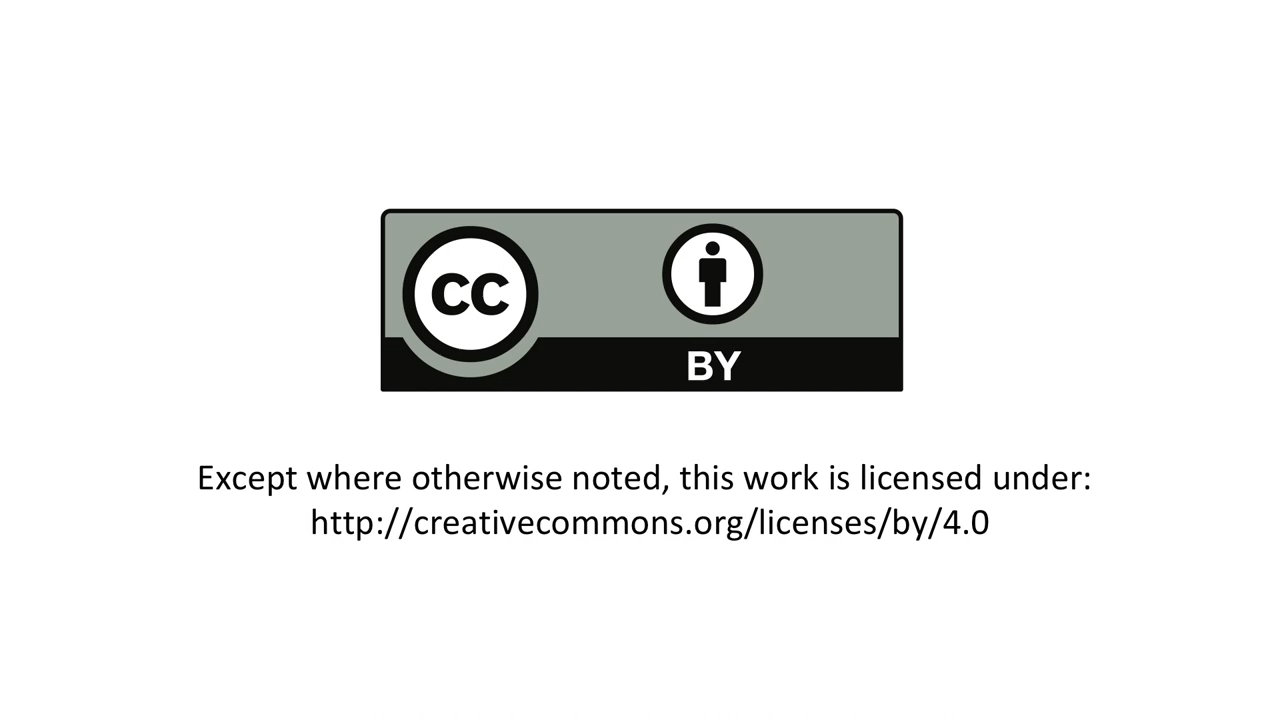 CC
BY
Except where otherwise noted, this work is licensed under:
http://creativecommons.org/licenses/by/4.0